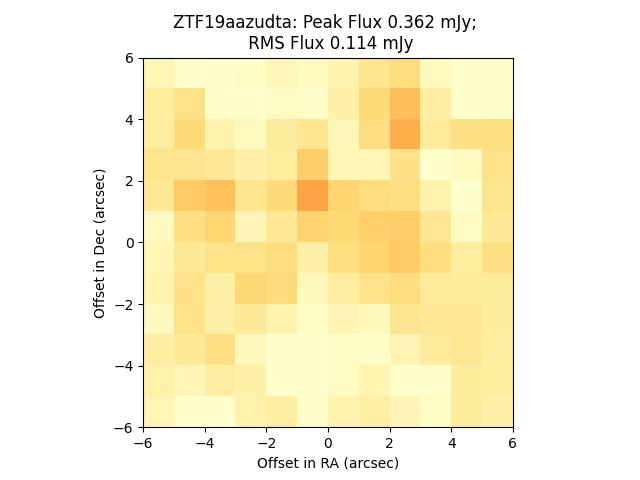 ZTF19aazudta: Peak Flux 0.362 mJy;
RMS Flux 0.114 mJy
6
4
2
0
−2
−4
−6
Offset in Dec (arcsec)
−6 −4 −2 0 2 4 6
Offset in RA (arcsec)